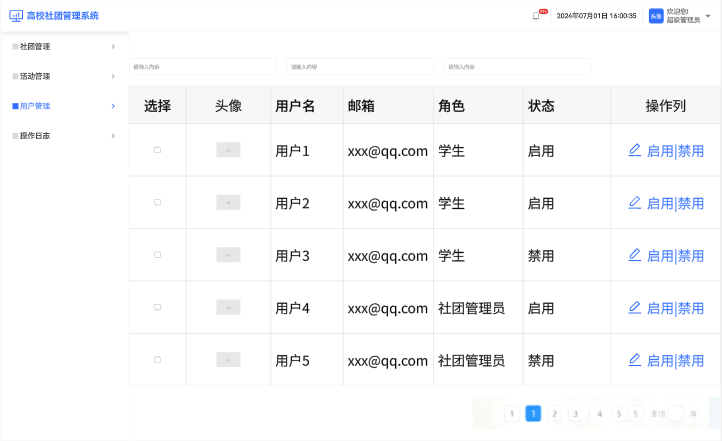 高校社团管理系统
99+
2024年07月01日 16:00:35
头像
欢迎您!
超级管理员
社团管理
活动管理
用户管理
操作日志
请输入内容
请输入内容
请输入内容
选择 头像 用户名 邮箱 角色 状态 操作列
用户1 xxx@qq.com 学生 启用 启用|禁用
用户2 xxx@qq.com 学生 启用 启用|禁用
用户3 xxx@qq.com 学生 禁用 启用|禁用
用户4 xxx@qq.com 社团管理员 启用 启用|禁用
用户5 xxx@qq.com 社团管理员 禁用 启用|禁用
1 1 2 3 4 5 5